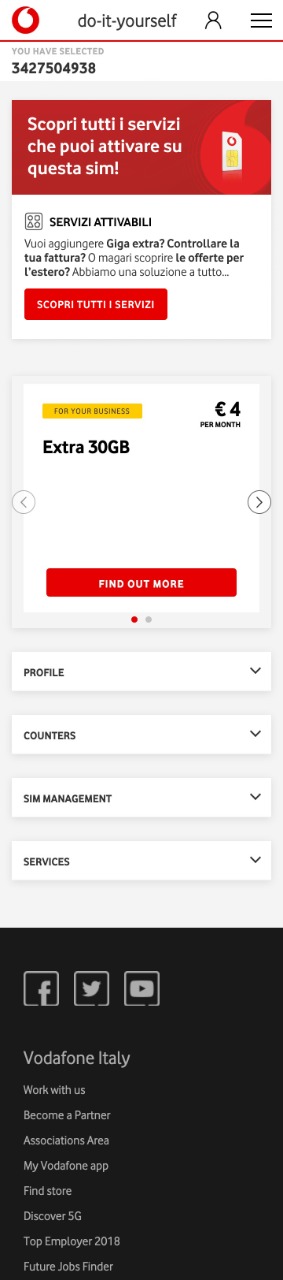 do-it-yourself
YOU HAVE SELECTED
3427504938
Scopri tutti i servizi
che puoi attivare su
questa sim!
SERVIZI ATTIVABILI
Vuoi aggiungere Giga extra? Controllare la
tua fattura? O magari scoprire le offerte per
l'estero? Abbiamo una soluzione a tutto...
SCOPRI TUTTI I SERVIZI
FOR YOUR BUSINESS
€ 4
PER MONTH
Extra 30GB
FIND OUT MORE
PROFILE
COUNTERS
SIM MANAGEMENT
SERVICES
Vodafone Italy
Work with us
Become a Partner
Associations Area
My Vodafone app
Find store
Discover 5G
Top Employer 2018
Future Jobs Finder